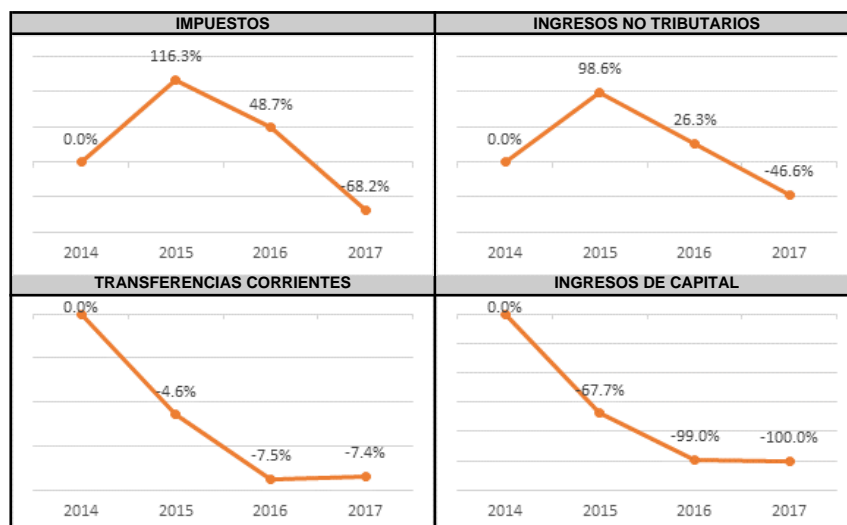 IMPUESTOS
116.3%
48.7%
0.0%
-68.2%
2014 2015 2016 2017
INGRESOS NO TRIBUTARIOS
98.6%
26.3%
0.0%
-46.6%
2014 2015 2016 2017
TRANSFERENCIAS CORRIENTES
0.0%
-4.6%
-7.5% -7.4%
2014 2015 2016 2017
INGRESOS DE CAPITAL
0.0%
-67.7%
-99.0% -100.0%
2014 2015 2016 2017